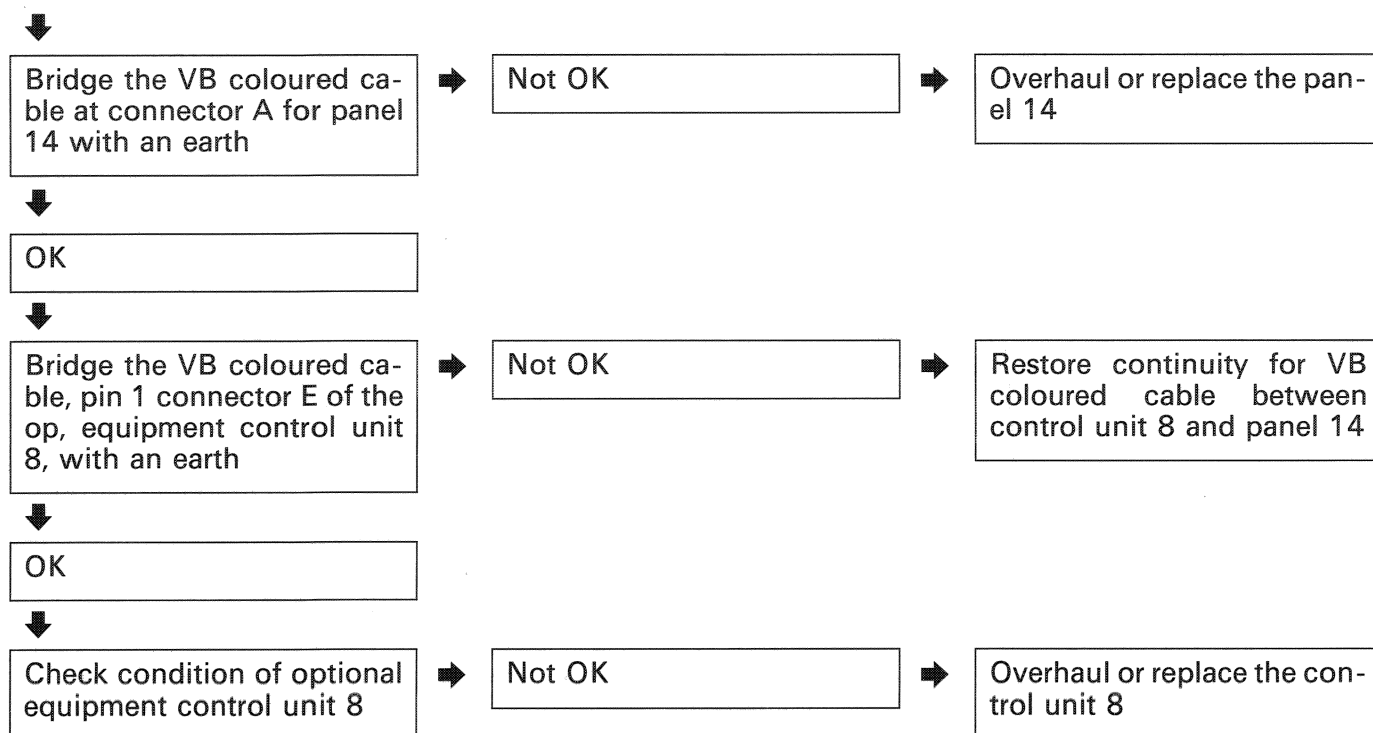 Bridge the VB coloured ca-
ble at connector A for panel
14 with an earth
Not OK
Overhaul or replace the pan-
el 14
OK
Bridge the VB coloured ca-
ble, pin 1 connector E of the
op, equipment control unit
8, with an earth
Not OK
Restore continuity for VB
coloured cable between
control unit 8 and panel 14
OK
Check condition of optional
equipment control unit 8
Not OK
Overhaul or replace the con-
trol unit 8